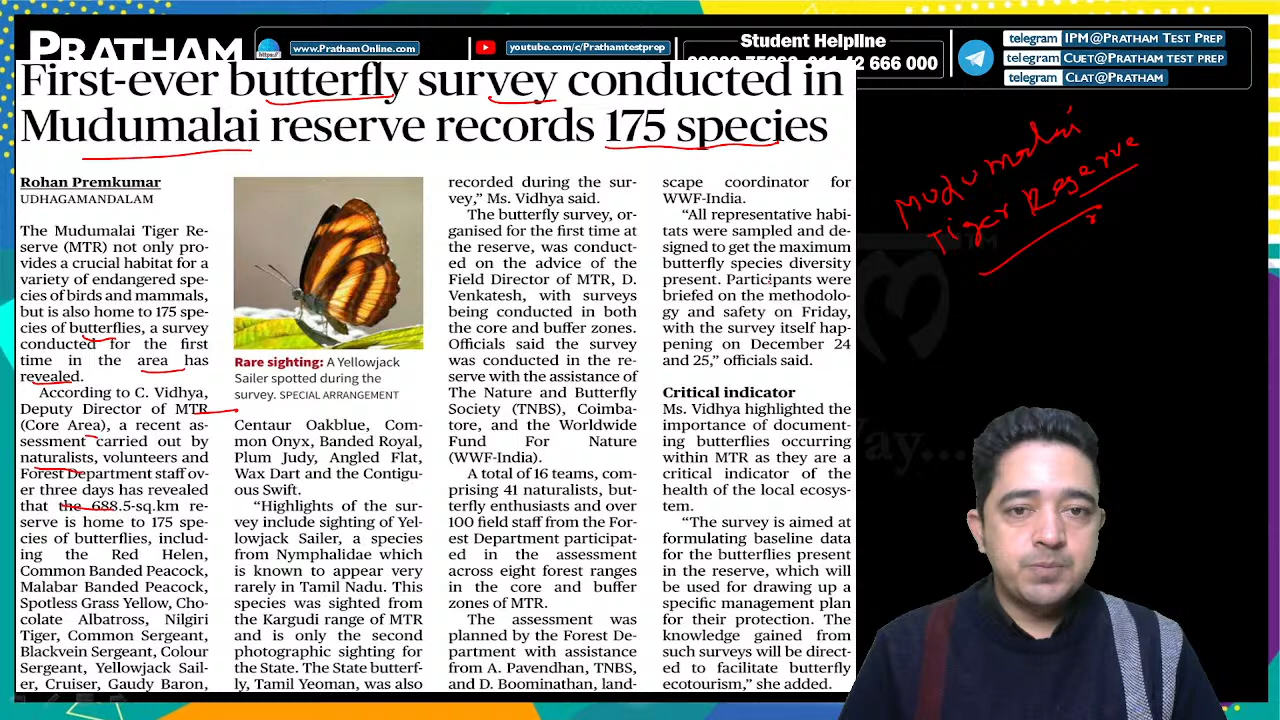 PRATHAM
https://
www.PrathamOnline.com
youtube.com/c/Prathamtestprep
Student Helpline
42 666 000
telegram IPM@PRATHAM TEST PREP
telegram CUET@PRATHAM TEST PREP
telegram CLAT@PRATHAM
First-ever butterfly survey conducted in
Mudumalai reserve records 175 species
Rohan Premkumar
UDHAGAMANDALAM
The Mudumalai Tiger Re-
serve (MTR) not only pro-
vides a crucial habitat for a
variety of endangered spe-
cies of birds and mammals,
but is also home to 175 spe-
cies of butterflies, a survey
conducted for the first
time in the area has
revealed.
According to C. Vidhya,
Deputy Director of MTR
(Core Area), a recent as-
sessment carried out by
naturalists, volunteers and
Forest Department staff ov-
er three days has revealed
that the 688.5-sq.km re-
serve is home to 175 spe-
cies of butterflies, includ-
ing the Red Helen,
Common Banded Peacock,
Malabar Banded Peacock,
Spotless Grass Yellow, Cho-
colate Albatross, Nilgiri
Tiger, Common Sergeant,
Blackvein Sergeant, Colour
Sergeant, Yellowjack Sail-
er, Cruiser, Gaudy Baron,
Rare sighting: A Yellowjack
Sailer spotted during the
survey. SPECIAL ARRANGEMENT
Centaur Oakblue, Com-
mon Onyx, Banded Royal,
Plum Judy, Angled Flat,
Wax Dart and the Contigu-
ous Swift.
“Highlights of the sur-
vey include sighting of Yel-
lowjack Sailer, a species
from Nymphalidae which
is known to appear very
rarely in Tamil Nadu. This
species was sighted from
the Kargudi range of MTR
and is only the second
photographic sighting for
the State. The State butterf-
ly, Tamil Yeoman, was also
recorded during the sur-
vey,” Ms. Vidhya said.
The butterfly survey, or-
ganised for the first time at
the reserve, was conduct-
ed on the advice of the
Field Director of MTR, D.
Venkatesh, with surveys
being conducted in both
the core and buffer zones.
Officials said the survey
was conducted in the re-
serve with the assistance of
The Nature and Butterfly
Society (TNBS), Coimba-
tore, and the Worldwide
Fund For Nature
(WWF-India).
A total of 16 teams, com-
prising 41 naturalists, but-
terfly enthusiasts and over
100 field staff from the For-
est Department participat-
ed in the assessment
across eight forest ranges
in the core and buffer
zones of MTR.
The assessment was
planned by the Forest De-
partment with assistance
from A. Pavendhan, TNBS,
and D. Boominathan, land-
scape coordinator for
WWF-India.
“All representative habi-
tats were sampled and de-
signed to get the maximum
butterfly species diversity
present. Participants were
briefed on the methodolo-
gy and safety on Friday,
with the survey itself hap-
pening on December 24
and 25,” officials said.
Critical indicator
Ms. Vidhya highlighted the
importance of document-
ing butterflies occurring
within MTR as they are a
critical indicator of the
health of the local ecosys-
tem.
“The survey is aimed at
formulating baseline data
for the butterflies present
in the reserve, which will
be used for drawing up a
specific management plan
for their protection. The
knowledge gained from
such surveys will be direct-
ed to facilitate butterfly
ecotourism,” she added.
Mudumalai
Tiger Reserve